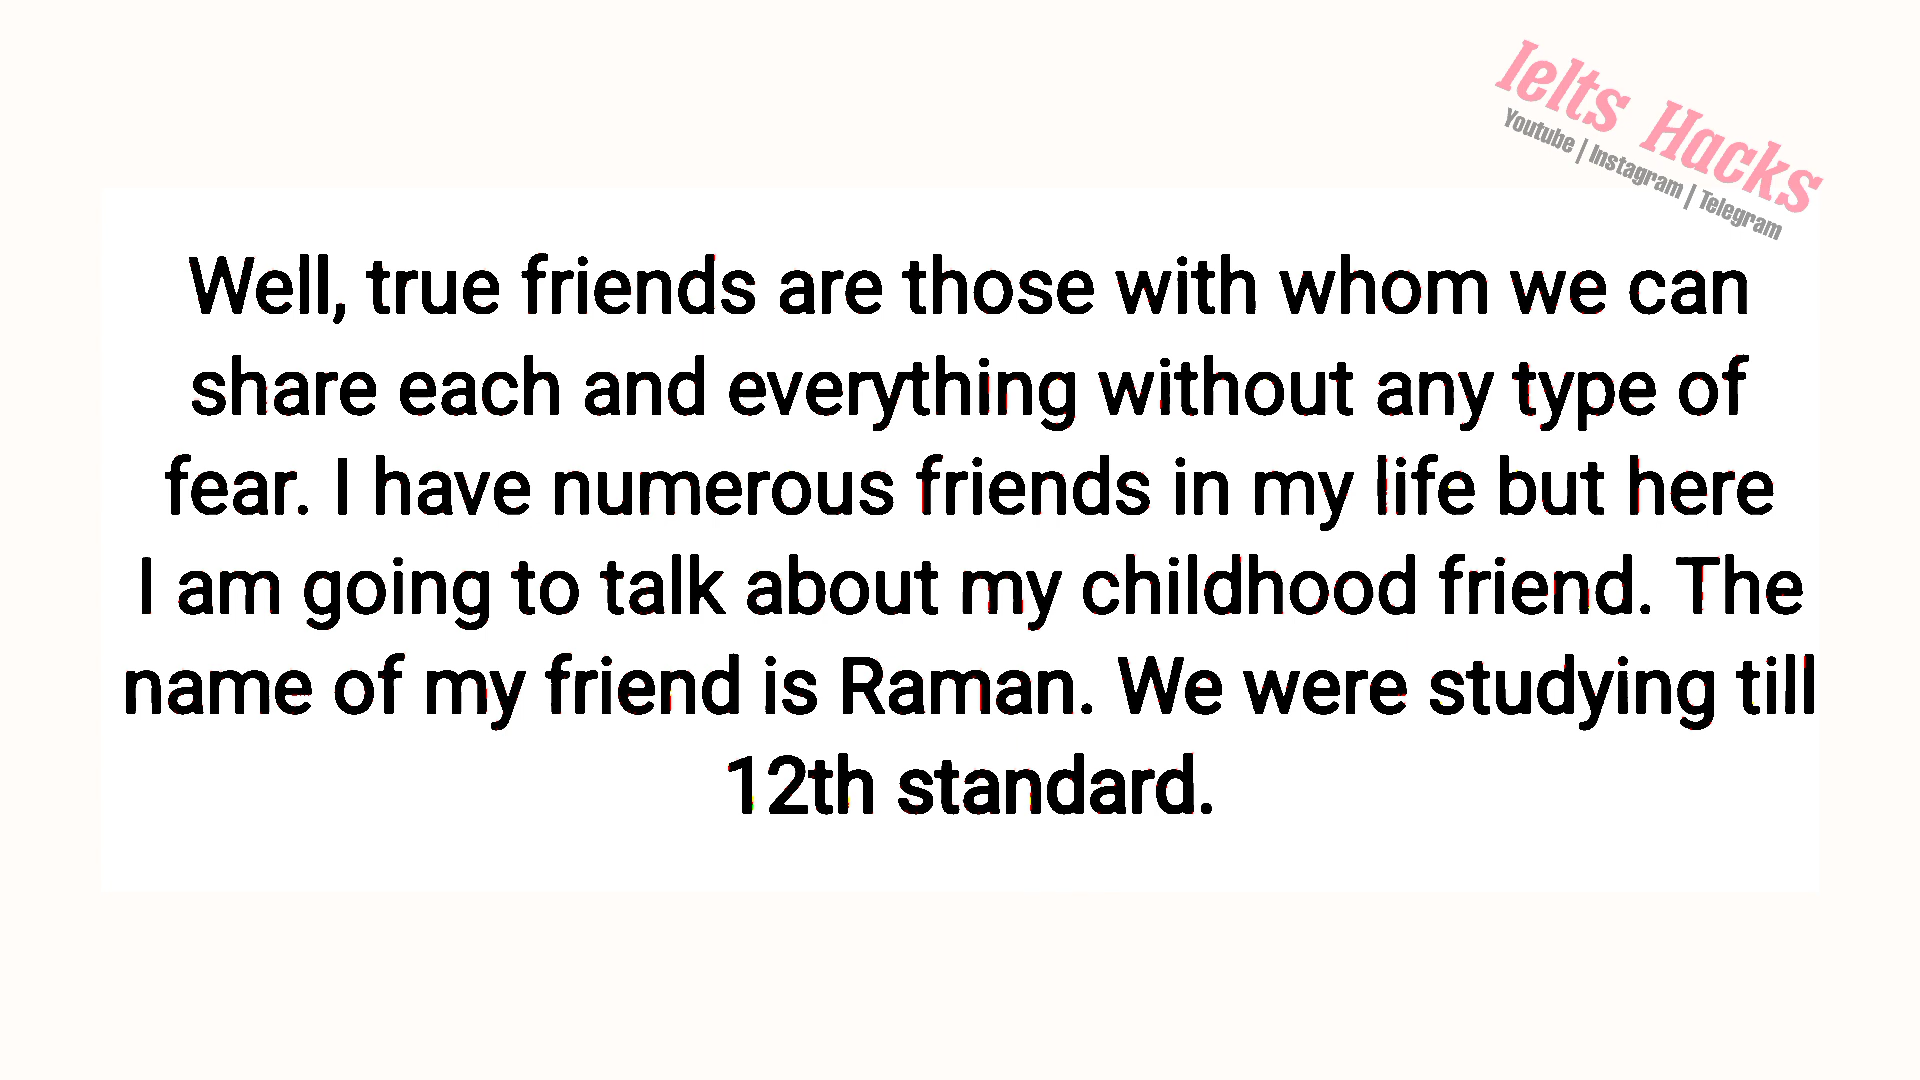 Ielts Hacks
Youtube | Instagram | Telegram
Well, true friends are those with whom we can
share each and everything without any type of
fear. I have numerous friends in my life but here
I am going to talk about my childhood friend. The
name of my friend is Raman. We were studying till
12th standard.